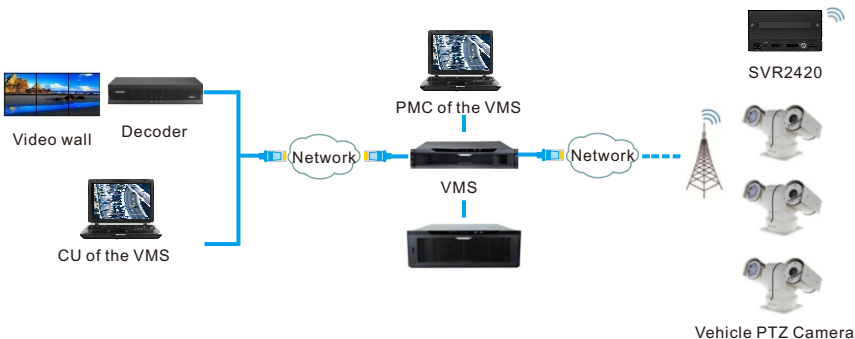 SVR2420
PMC of the VMS
Video wall
Decoder
Network
Network
VMS
CU of the VMS
Vehicle PTZ Camera